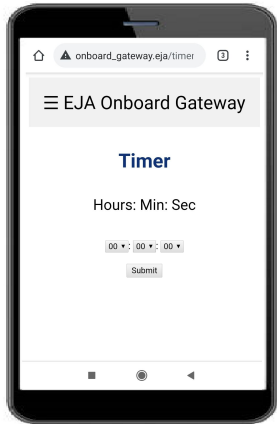 onboard_gateway.eja/timer
3
☰ EJA Onboard Gateway
Timer
Hours: Min: Sec
00 : 00 : 00
Submit